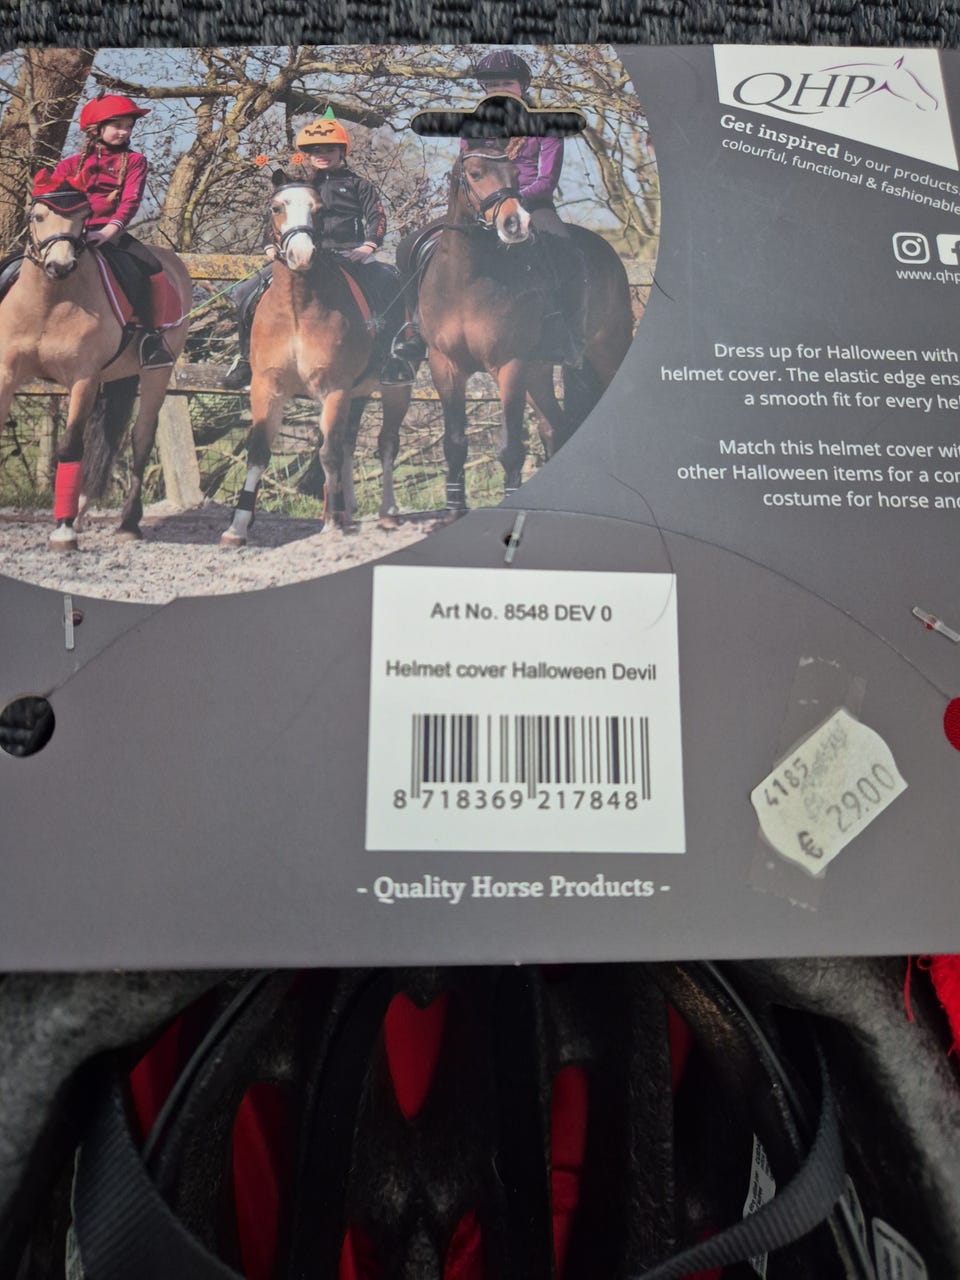 QHP
Get inspired by our products
colourful, functional & fashionable
www.qhp
Dress up for Halloween with
helmet cover. The elastic edge ens
a smooth fit for every he
Match this helmet cover wi
other Halloween items for a co
costume for horse and
Art No. 8548 DEV 0
Helmet cover Halloween Devil
8 718369 217848
4185
€ 29.00
- Quality Horse Products -